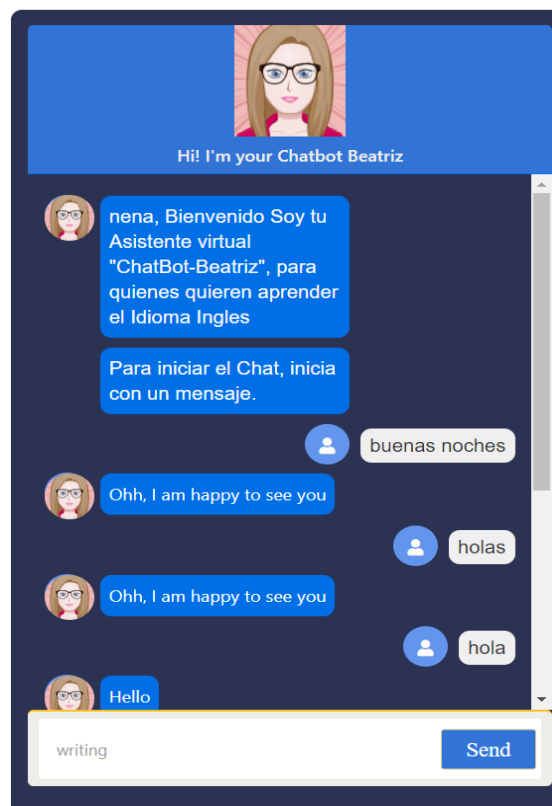 Hi! I'm your Chatbot Beatriz
nena, Bienvenido Soy tu
Asistente virtual
"ChatBot-Beatriz", para
quienes quieren aprender
el Idioma Ingles
Para iniciar el Chat, inicia
con un mensaje.
buenas noches
Ohh, I am happy to see you
holas
Ohh, I am happy to see you
hola
Hello
writing
Send